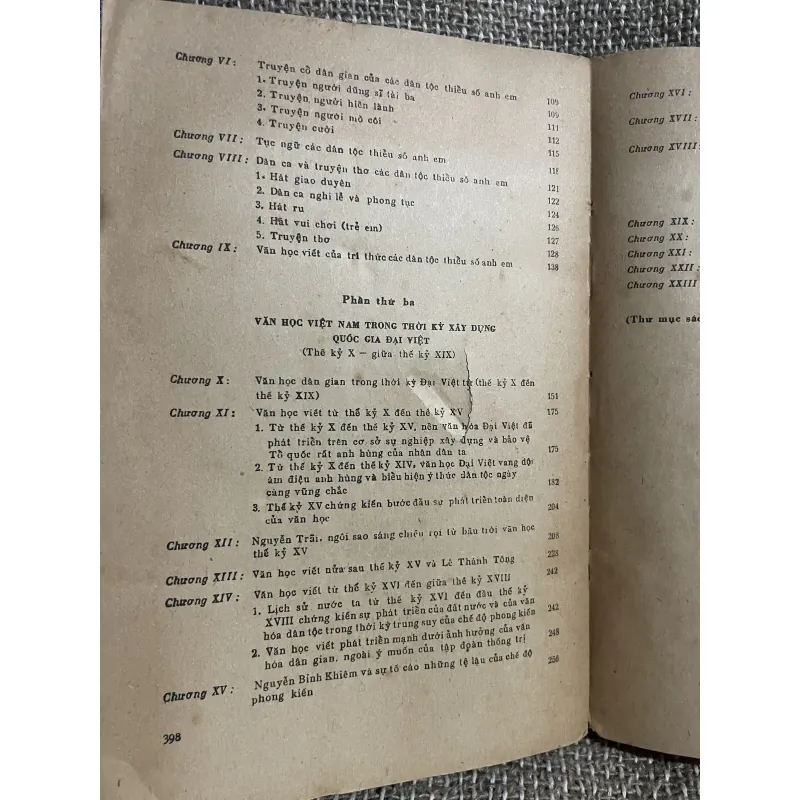 Chương VI : Truyện cổ dân gian của các dân tộc thiểu số anh em 109
1. Truyện người dũng sĩ tài ba 109
2. Truyện người hiền lành 111
3. Truyện người mồ côi 112
4. Truyện cười 115
Chương VII : Tục ngữ các dân tộc thiểu số anh em 118
Chương VIII : Dân ca và truyện thơ các dân tộc thiểu số anh em 121
1. Hát giao duyên 122
2. Dân ca nghi lễ và phong tục 124
3. Hát ru 126
4. Hát vui chơi (trẻ em) 127
5. Truyện thơ 128
Chương IX : Văn học viết của trí thức các dân tộc thiểu số anh em 138
Phần thứ ba
VĂN HỌC VIỆT NAM TRONG THỜI KỲ XÂY DỰNG
QUỐC GIA ĐẠI VIỆT
(Thế kỷ X — giữa thế kỷ XIX)
Chương X : Văn học dân gian trong thời kỳ Đại Việt từ (thế kỷ X đến
thế kỷ XIX) 151
Chương XI : Văn học viết từ thế kỷ X đến thế kỷ XV 175
1. Từ thế kỷ X đến thế kỷ XV, nền văn hóa Đại Việt đã
phát triển trên cơ sở sự nghiệp xây dựng và bảo vệ
Tổ quốc rất anh hùng của nhân dân ta 175
2. Từ thế kỷ X đến thế kỷ XIV, văn học Đại Việt vang dội
âm điệu anh hùng và biểu hiện ý thức dân tộc ngày
càng vững chắc 182
3. Thế kỷ XV chứng kiến bước đầu sự phát triển toàn diện
của văn học 204
Chương XII : Nguyễn Trãi, ngôi sao sáng chiếu rọi từ bầu trời văn học
thế kỷ XV 208
Chương XIII : Văn học viết nửa sau thế kỷ XV và Lê Thánh Tông 223
Chương XIV : Văn học viết từ thế kỷ XVI đến giữa thế kỷ XVIII 242
1. Lịch sử nước ta từ thế kỷ XVI đến đầu thế kỷ
XVIII chứng kiến sự phát triển của đất nước và của văn
hóa dân tộc trong thời kỳ trung suy của chế độ phong kiến 242
2. Văn học viết phát triển mạnh dưới ảnh hưởng của văn
hóa dân gian, ngoài ý muốn của tập đoàn thống trị 248
Chương XV : Nguyễn Bỉnh Khiêm và sự tố cáo những tệ lậu của chế độ
phong kiến 256
398
Chương XVI :
Chương XVII :
Chương XVIII :
Chương XIX :
Chương XX :
Chương XXI :
Chương XXII :
Chương XXIII
(Thư mục sác